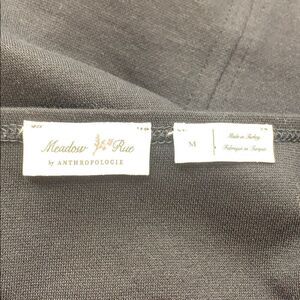 Meadow Rue
by ANTHROPOLOGIE
M
Made in Turkey
Fabriqué en Turquie